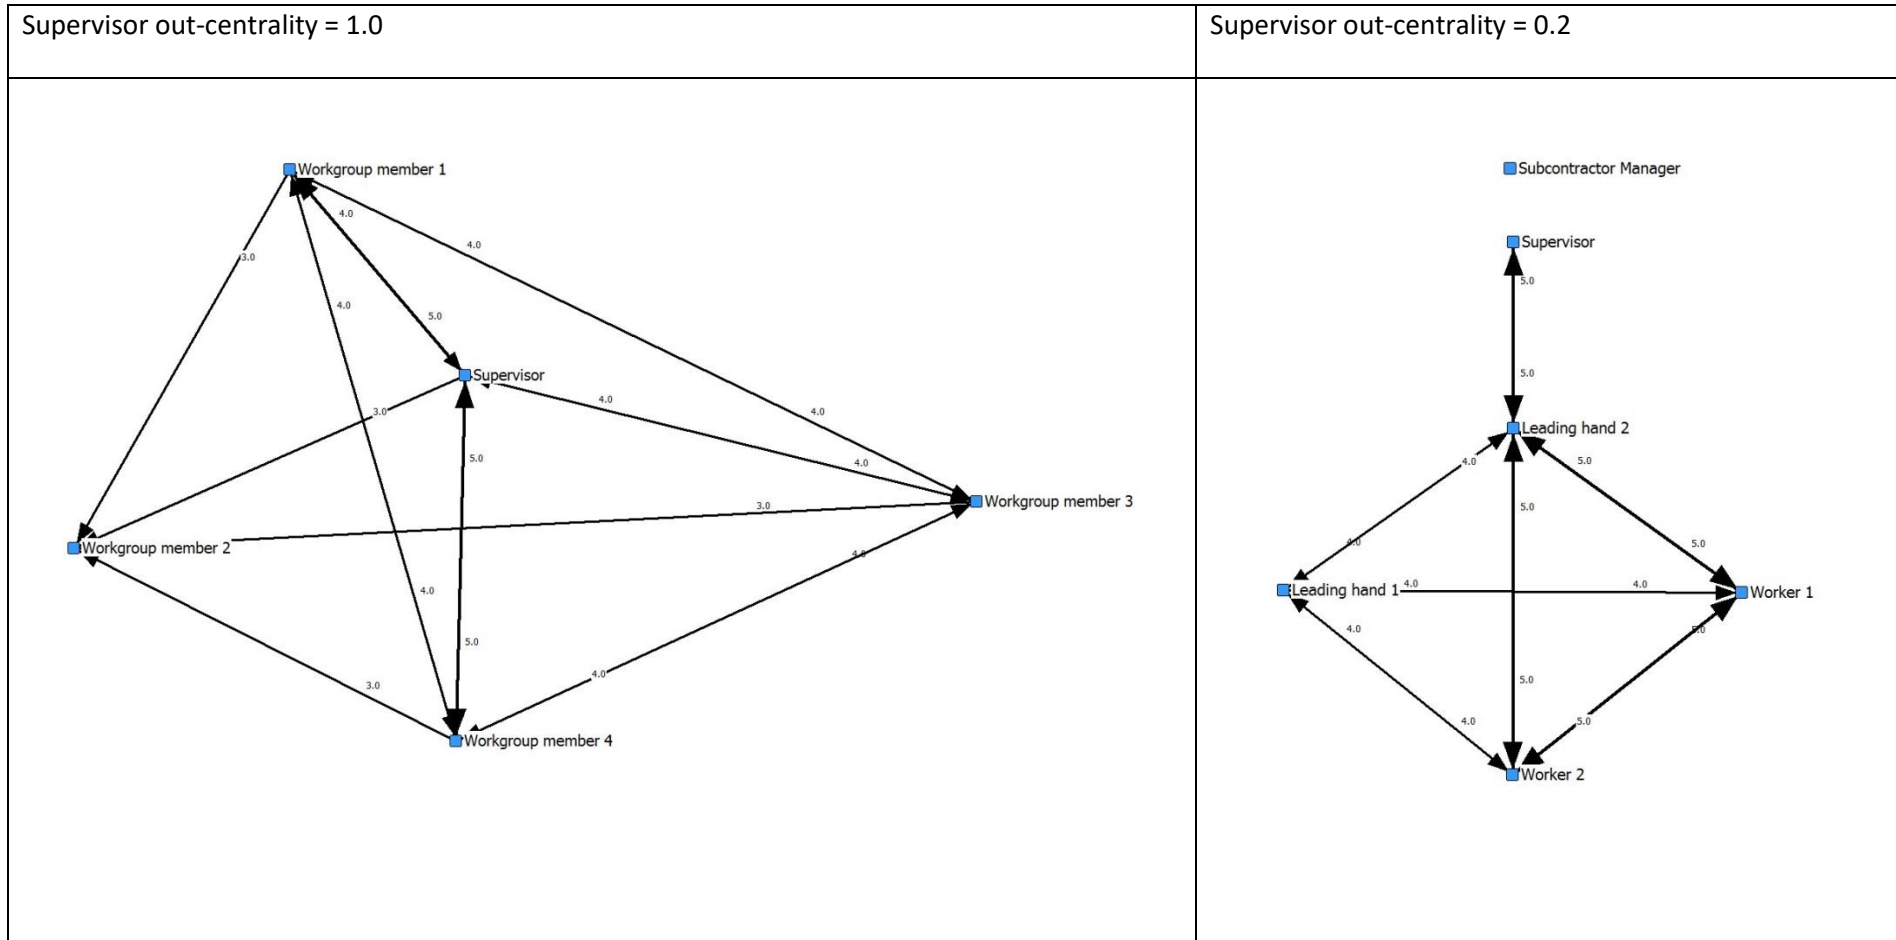 Supervisor out-centrality = 1.0
Supervisor out-centrality = 0.2
Workgroup member 1
4.0
4.0
3.0
4.0
5.0
Supervisor
4.0
3.0
4.0
5.0
4.0
Workgroup member 3
3.0
Workgroup member 2
4.0
4.0
5.0
4.0
3.0
Workgroup member 4
Subcontractor Manager
Supervisor
5.0
5.0
Leading hand 2
4.0
5.0
5.0
4.0
5.0
4.0
4.0
Leading hand 1
Worker 1
4.0
5.0
5.0
4.0
5.0
Worker 2